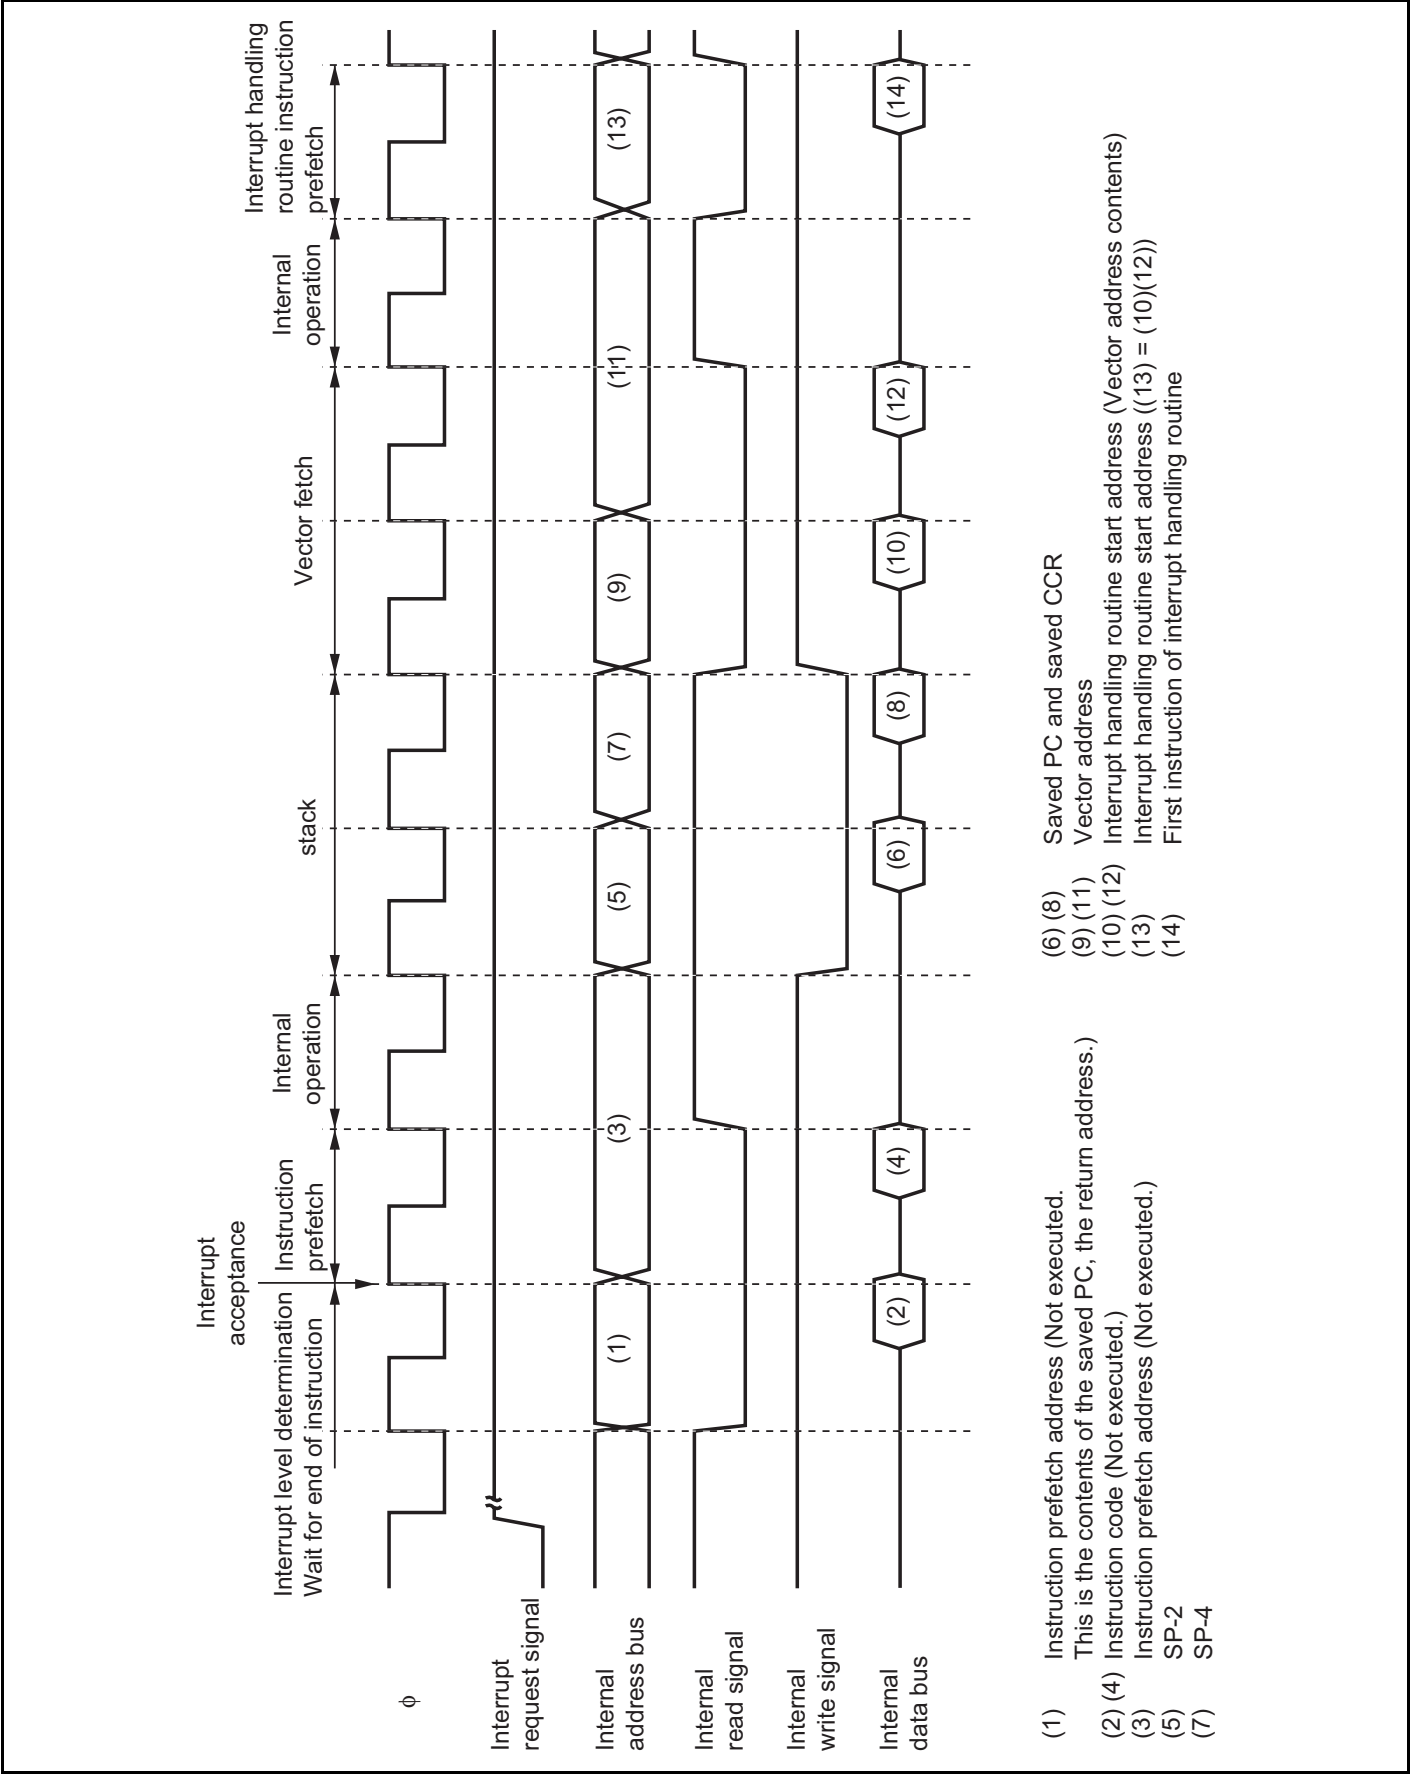 Interrupt
acceptance
Interrupt level determination
Wait for end of instruction
Instruction
prefetch
Internal
operation
stack
Vector fetch
Internal
operation
Interrupt handling
routine instruction
prefetch
φ
Interrupt
request signal
Internal
address bus
(1)
(3)
(5)
(7)
(9)
(11)
(13)
Internal
read signal
Internal
write signal
Internal
data bus
(2)
(4)
(6)
(8)
(10)
(12)
(14)
(1) Instruction prefetch address (Not executed.
This is the contents of the saved PC, the return address.)
(2) (4) Instruction code (Not executed.)
(3) Instruction prefetch address (Not executed.)
(5) SP-2
(7) SP-4
(6) (8) Saved PC and saved CCR
(9) (11) Vector address
(10) (12) Interrupt handling routine start address (Vector address contents)
(13) Interrupt handling routine start address ((13) = (10)(12))
(14) First instruction of interrupt handling routine